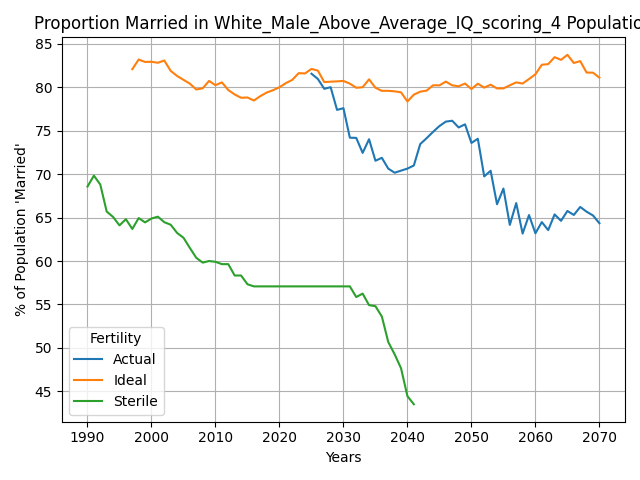 Proportion Married in White_Male_Above_Average_IQ_scoring_4 Populatio
% of Population 'Married'
85
80
75
70
65
60
55
50
45
Fertility
Actual
Ideal
Sterile
1990 2000 2010 2020 2030 2040 2050 2060 2070
Years